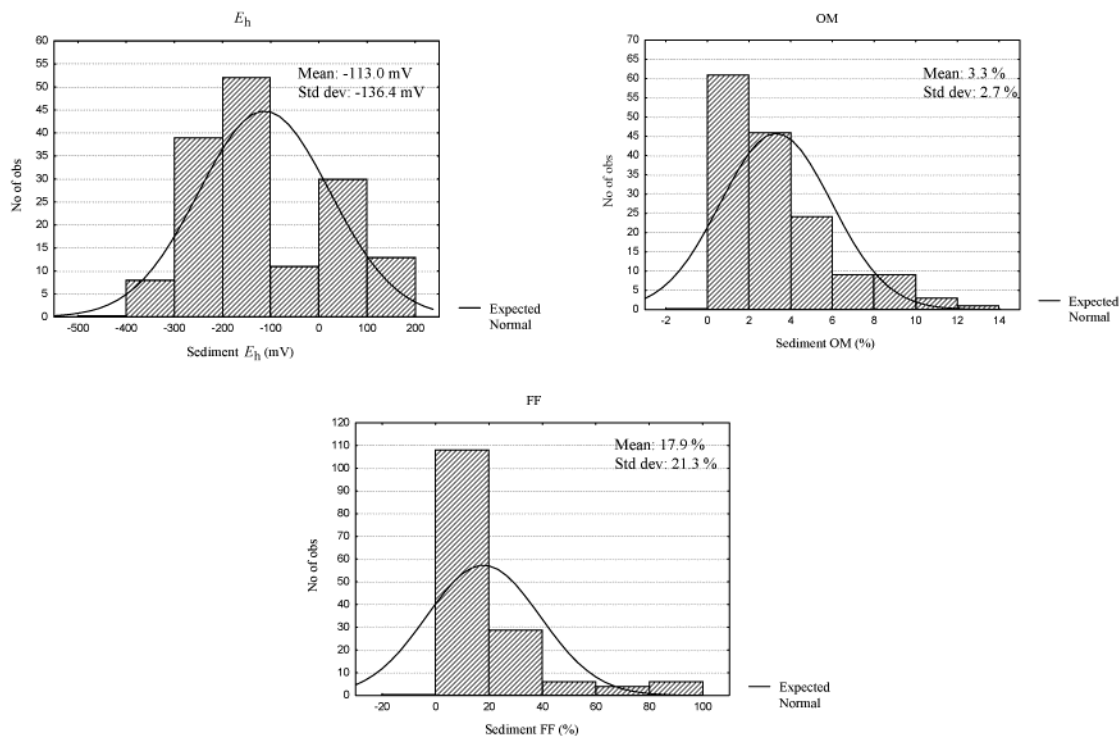 Eh
60
55
50
45
40
35
30
25
20
15
10
5
0
No of obs
Mean: -113.0 mV
Std dev: -136.4 mV
-500 -400 -300 -200 -100 0 100 200
Sediment Eh (mV)
Expected
Normal
OM
70
65
60
55
50
45
40
35
30
25
20
15
10
5
0
No of obs
Mean: 3.3 %
Std dev: 2.7 %
-2 0 2 4 6 8 10 12 14
Sediment OM (%)
Expected
Normal
FF
120
110
100
90
80
70
60
50
40
30
20
10
0
No of obs
Mean: 17.9 %
Std dev: 21.3 %
-20 0 20 40 60 80 100
Sediment FF (%)
Expected
Normal